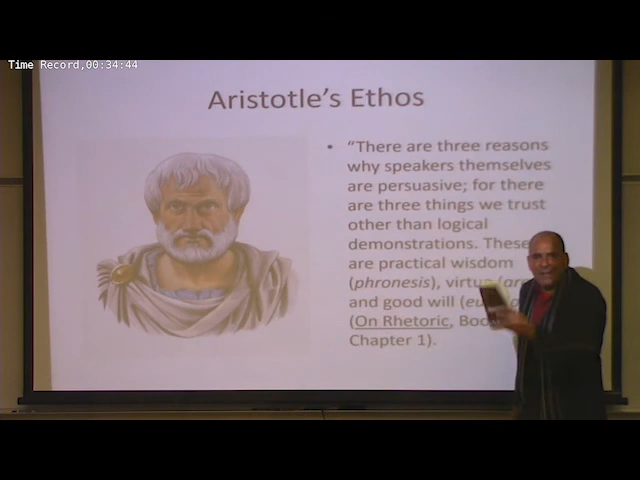 Time Record,00:34:44
Aristotle's Ethos
• "There are three reasons
why speakers themselves
are persuasive; for there
are three things we trust
other than logical
demonstrations. These
are practical wisdom
(phronesis), virtue
and good will
(On Rhetoric,
Chapter 1).